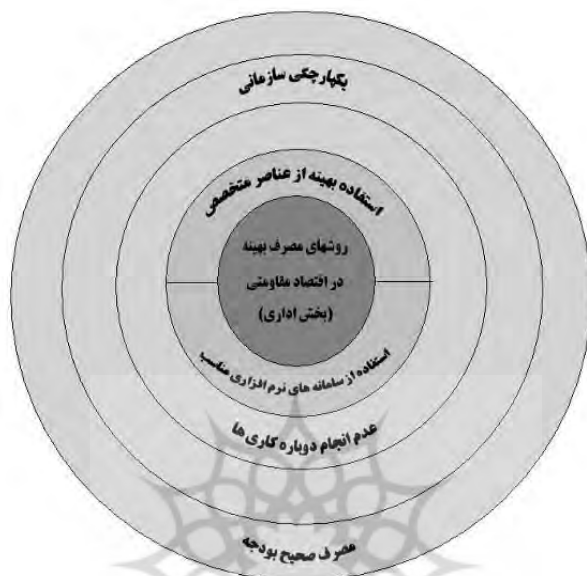 یکپارچگی سازمانی
استفاده بهینه از عناصر متخصص
روشهای مصرف بهینه
در اقتصاد مقاومتی
(بخش اداری)
استفاده از سامانه های نرم افزاری مناسب
عدم انجام دوباره کاری ها
مصرف صحیح بودجه